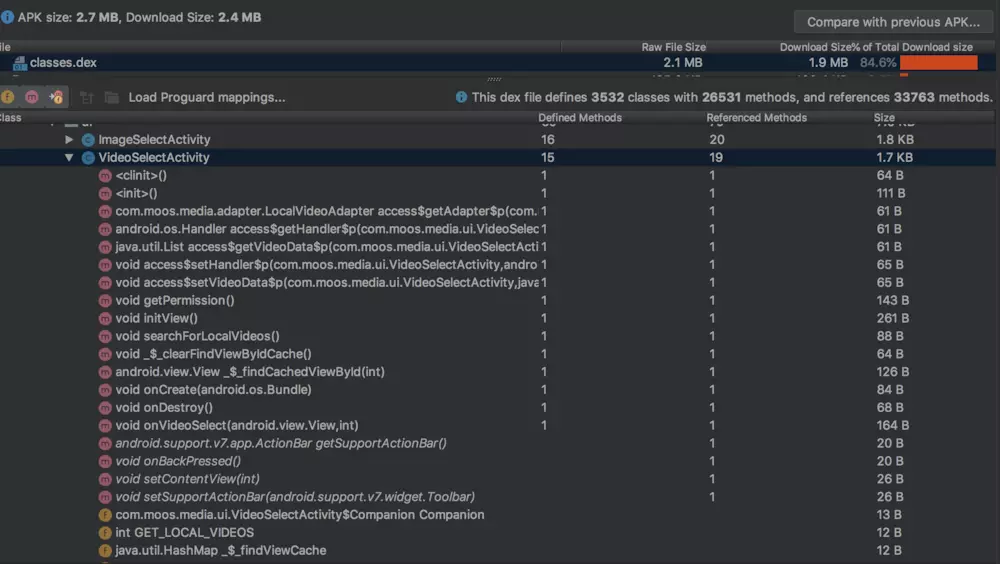 APK size: 2.7 MB, Download Size: 2.4 MB
Compare with previous APK...
File Raw File Size Download Size % of Total Download size
classes.dex 2.1 MB 1.9 MB 84.6%
Load Proguard mappings... This dex file defines 3532 classes with 26531 methods, and references 33763 methods.
Class Defined Methods Referenced Methods Size
ImageSelectActivity 16 20 1.8 KB
VideoSelectActivity 15 19 1.7 KB
<clinit>() 1 1 64 B
<init>() 1 1 111 B
com.moos.media.adapter.LocalVideoAdapter access$getAdapter$p(com. 1 1 61 B
android.os.Handler access$getHandler$p(com.moos.media.ui.VideoSelec 1 1 61 B
java.util.List access$getVideoData$p(com.moos.media.ui.VideoSelectActi 1 1 61 B
void access$setHandler$p(com.moos.media.ui.VideoSelectActivity,andro 1 1 65 B
void access$setVideoData$p(com.moos.media.ui.VideoSelectActivity,java 1 1 65 B
void getPermission() 1 1 143 B
void initView() 1 1 261 B
void searchForLocalVideos() 1 1 88 B
void _$_clearFindViewByIdCache() 1 1 64 B
android.view.View _$_findCachedViewById(int) 1 1 126 B
void onCreate(android.os.Bundle) 1 1 84 B
void onDestroy() 1 1 68 B
void onVideoSelect(android.view.View,int) 1 1 164 B
android.support.v7.app.ActionBar getSupportActionBar() 1 20 B
void onBackPressed() 1 20 B
void setContentView(int) 1 26 B
void setSupportActionBar(android.support.v7.widget.Toolbar) 1 26 B
com.moos.media.ui.VideoSelectActivity$Companion Companion 13 B
int GET_LOCAL_VIDEOS 12 B
java.util.HashMap _$_findViewCache 12 B